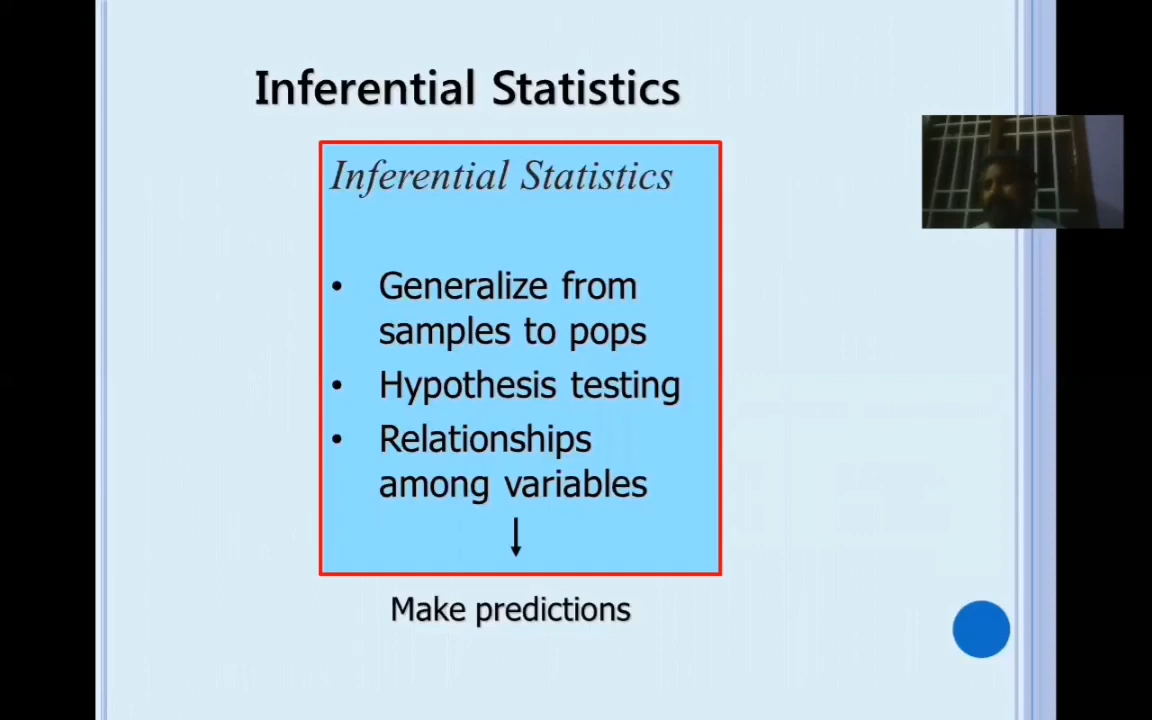 Inferential Statistics
Inferential Statistics
• Generalize from
samples to pops
• Hypothesis testing
• Relationships
among variables
Make predictions